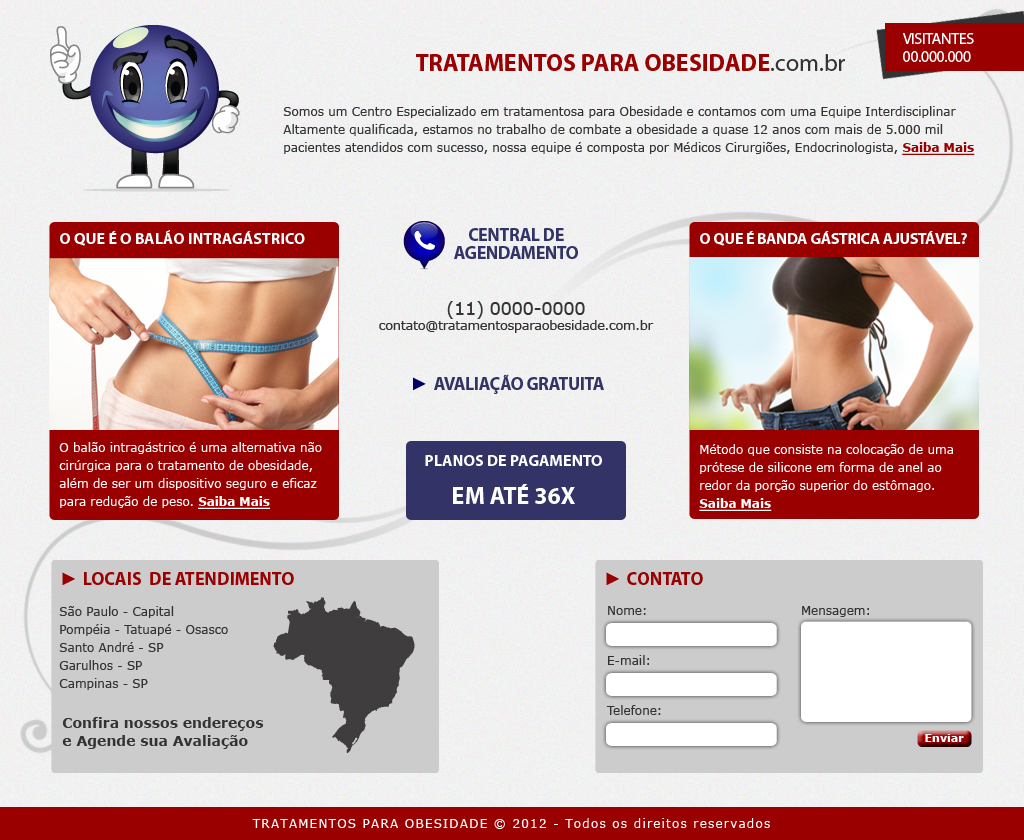 VISITANTES
00.000.000
TRATAMENTOS PARA OBESIDADE.com.br
Somos um Centro Especializado em tratamentosa para Obesidade e contamos com uma Equipe Interdisciplinar
Altamente qualificada, estamos no trabalho de combate a obesidade a quase 12 anos com mais de 5.000 mil
pacientes atendidos com sucesso, nossa equipe é composta por Médicos Cirurgiões, Endocrinologista, Saiba Mais
O QUE É O BALÁO INTRAGÁSTRICO
O balão intragástrico é uma alternativa não
cirúrgica para o tratamento de obesidade,
além de ser um dispositivo seguro e eficaz
para redução de peso. Saiba Mais
CENTRAL DE
AGENDAMENTO
(11) 0000-0000
contato@tratamentosparaobesidade.com.br
AVALIAÇÃO GRATUITA
PLANOS DE PAGAMENTO
EM ATÉ 36X
O QUE É BANDA GÁSTRICA AJUSTÁVEL?
Método que consiste na colocação de uma
prótese de silicone em forma de anel ao
redor da porção superior do estômago.
Saiba Mais
LOCAIS DE ATENDIMENTO
São Paulo - Capital
Pompéia - Tatuapé - Osasco
Santo André - SP
Garulhos - SP
Campinas - SP
Confira nossos endereços
e Agende sua Avaliação
CONTATO
Nome:
E-mail:
Telefone:
Mensagem:
Enviar
TRATAMENTOS PARA OBESIDADE © 2012 - Todos os direitos reservados